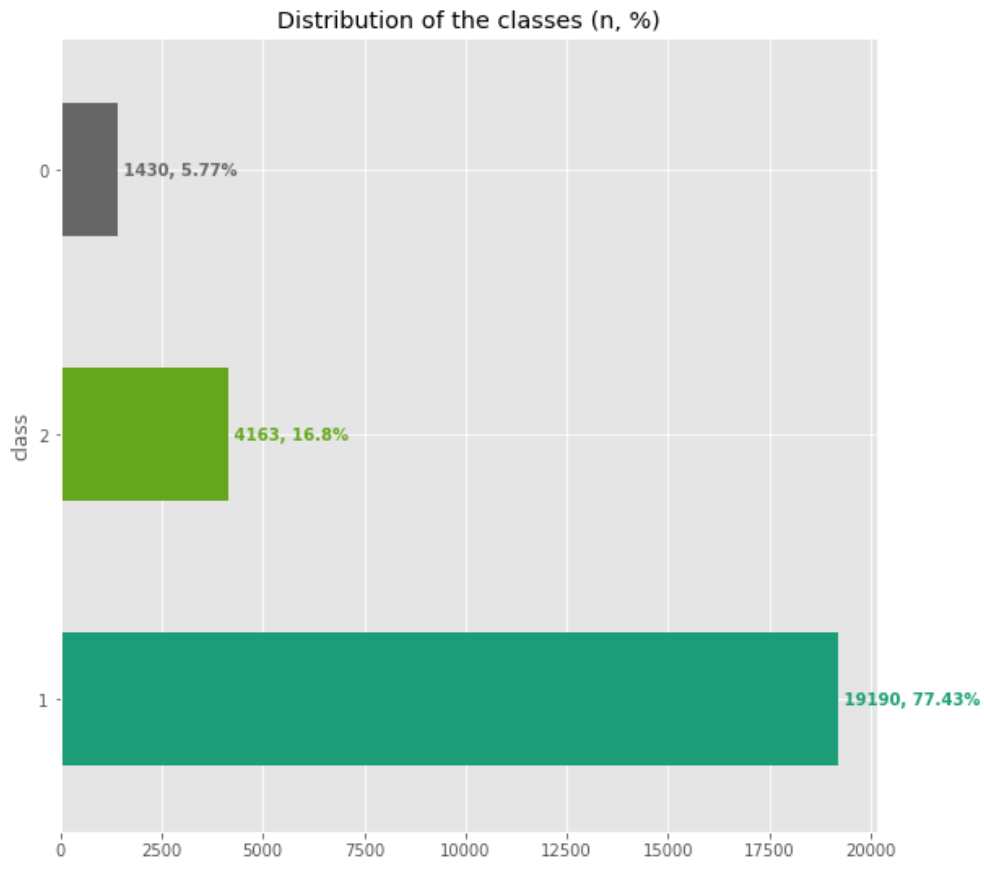 Distribution of the classes (n, %)
0
1430, 5.77%
class
2
4163, 16.8%
1
19190, 77.43%
0 2500 5000 7500 10000 12500 15000 17500 20000